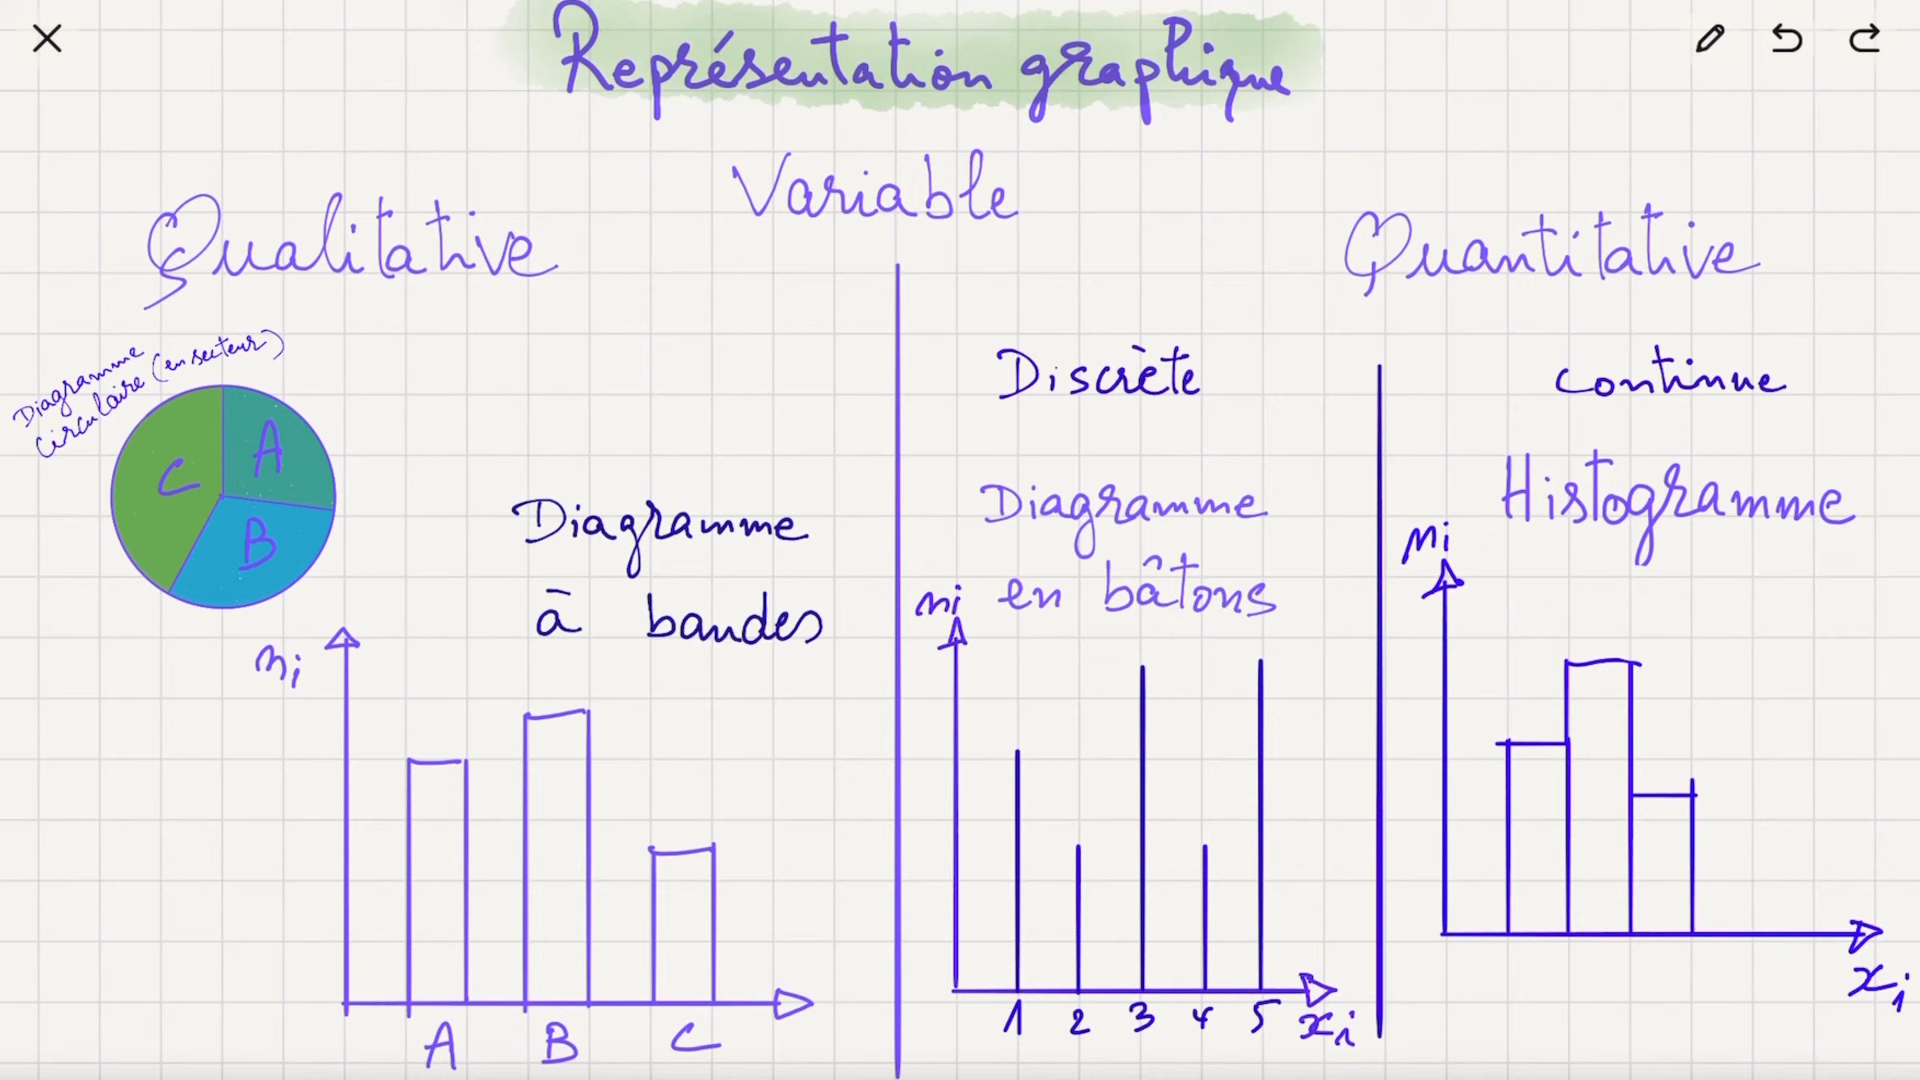 Représentation graphique
Variable
Qualitative
Quantitative
Diagramme
circulaire (en secteur)
A
B
C
Diagramme
à bandes
ni
A B C
Discrète
Diagramme
en bâtons
ni
1 2 3 4 5 xi
Continue
Histogramme
ni
xi